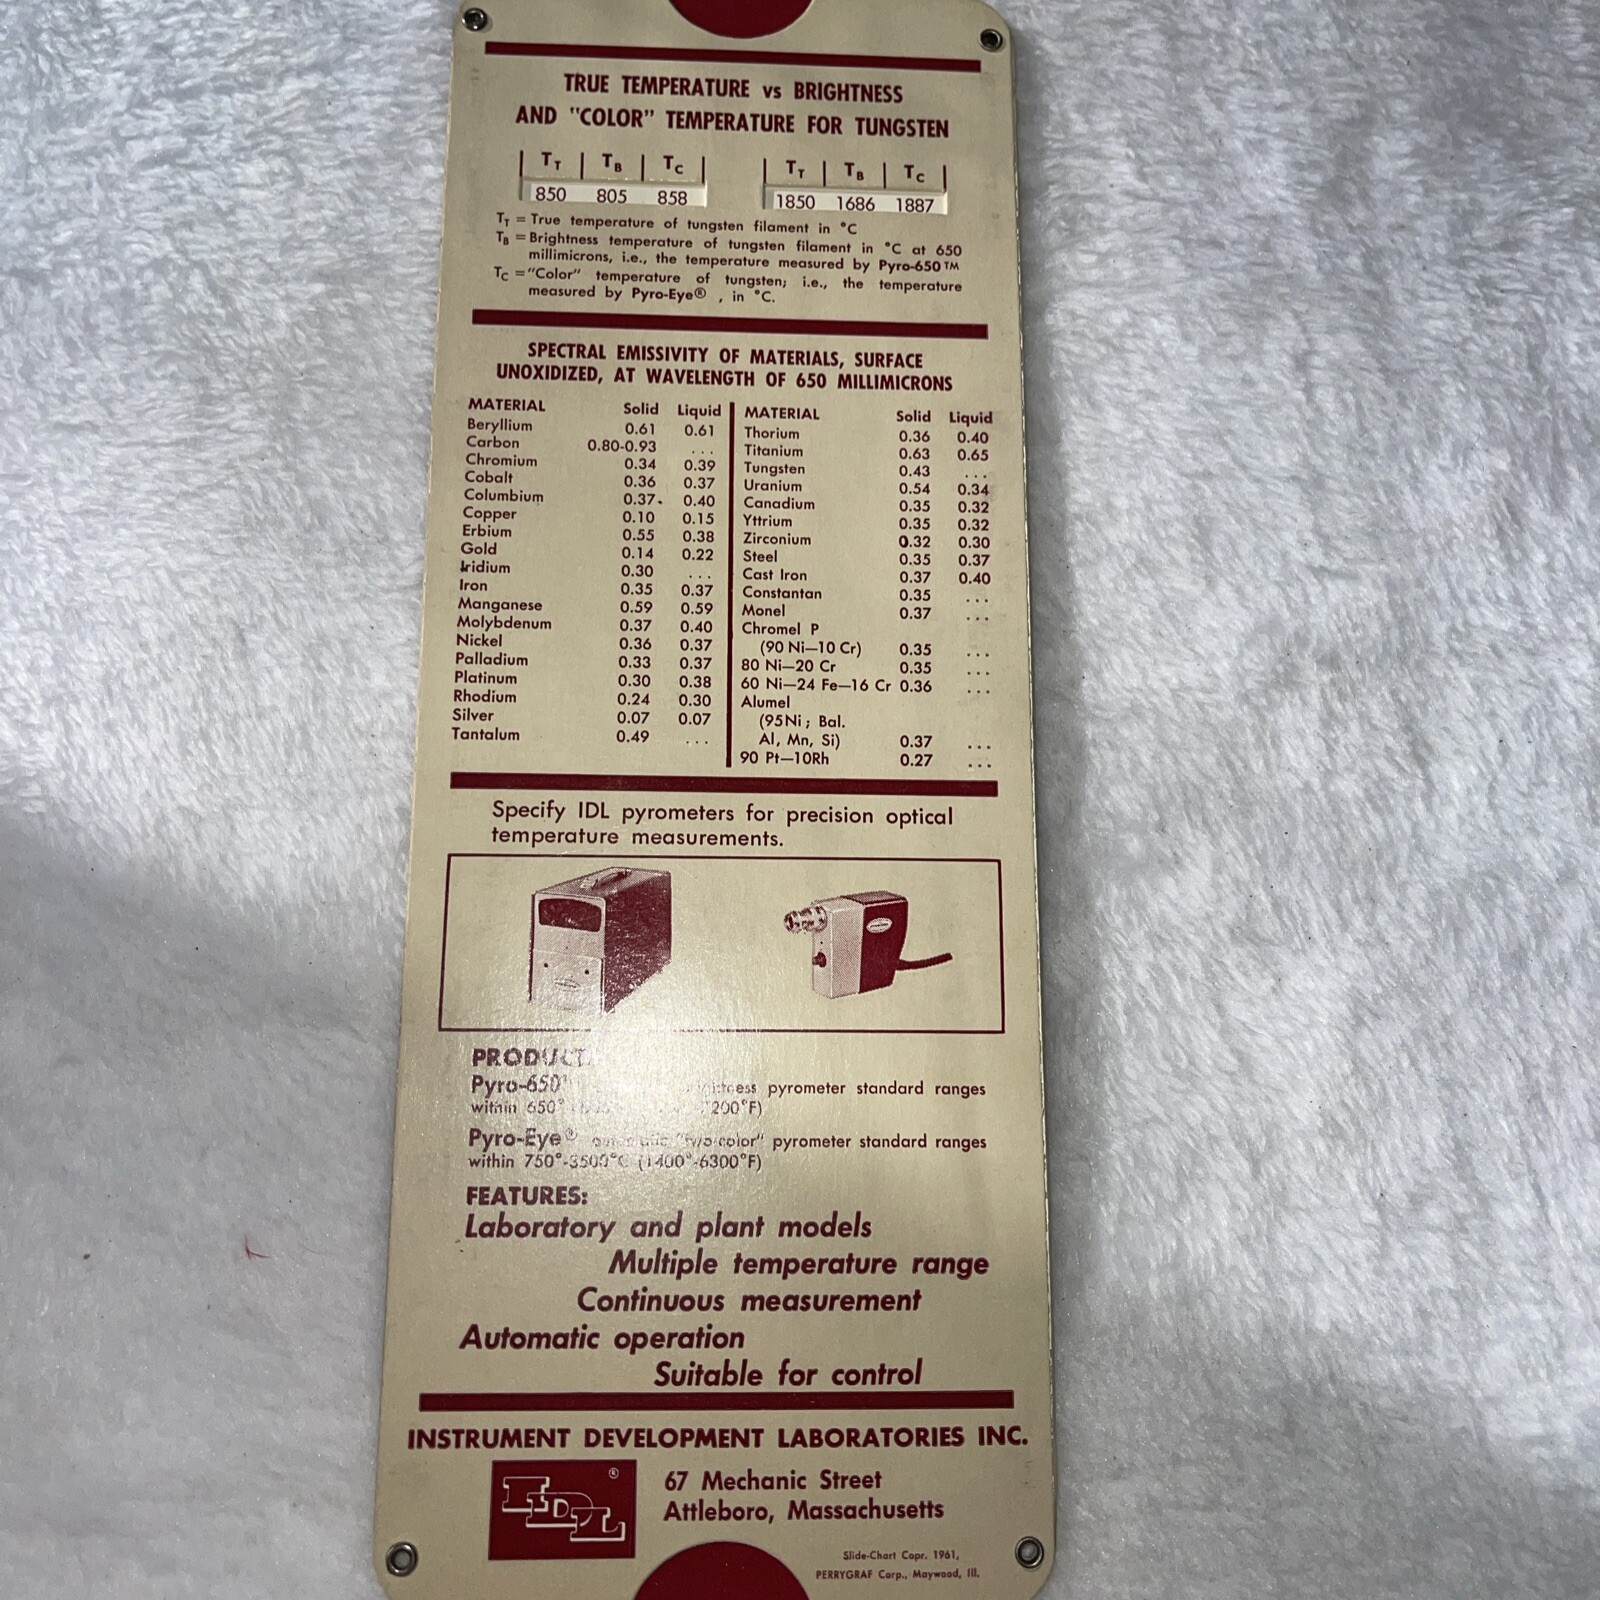 TRUE TEMPERATURE vs BRIGHTNESS
AND "COLOR" TEMPERATURE FOR TUNGSTEN
TT TB TC TT TB TC
850 805 858 1850 1686 1887
TT = True temperature of tungsten filament in °C
TB = Brightness temperature of tungsten filament in °C at 650
millimicrons, i.e., the temperature measured by Pyro-650™
TC = "Color" temperature of tungsten; i.e., the temperature
measured by Pyro-Eye® , in °C.
SPECTRAL EMISSIVITY OF MATERIALS, SURFACE
UNOXIDIZED, AT WAVELENGTH OF 650 MILLIMICRONS
MATERIAL Solid Liquid
Beryllium 0.61 0.61
Carbon 0.80-0.93 ...
Chromium 0.34 0.39
Cobalt 0.36 0.37
Columbium 0.37 0.40
Copper 0.10 0.15
Erbium 0.55 0.38
Gold 0.14 0.22
Iridium 0.30 ...
Iron 0.35 0.37
Manganese 0.59 0.59
Molybdenum 0.37 0.40
Nickel 0.36 0.37
Palladium 0.33 0.37
Platinum 0.30 0.38
Rhodium 0.24 0.30
Silver 0.07 0.07
Tantalum 0.49 ...
MATERIAL Solid Liquid
Thorium 0.36 0.40
Titanium 0.63 0.65
Tungsten 0.43 ...
Uranium 0.54 0.34
Canadium 0.35 0.32
Yttrium 0.35 0.32
Zirconium 0.32 0.30
Steel 0.35 0.37
Cast Iron 0.37 0.40
Constantan 0.35 ...
Monel 0.37 ...
Chromel P
(90 Ni—10 Cr) 0.35 ...
80 Ni—20 Cr 0.35 ...
60 Ni—24 Fe—16 Cr 0.36 ...
Alumel
(95Ni; Bal.
Al, Mn, Si) 0.37 ...
90 Pt—10Rh 0.27 ...
Specify IDL pyrometers for precision optical
temperature measurements.
Pyro-650 pyrometer standard ranges
within 650°
Pyro-Eye® "two-color" pyrometer standard ranges
within 750°-3500°C (1400°-6300°F)
FEATURES:
Laboratory and plant models
Multiple temperature range
Continuous measurement
Automatic operation
Suitable for control
INSTRUMENT DEVELOPMENT LABORATORIES INC.
IDL ®
67 Mechanic Street
Attleboro, Massachusetts
Slide-Chart Copr. 1961,
PERRYGRAF Corp., Maywood, Ill.